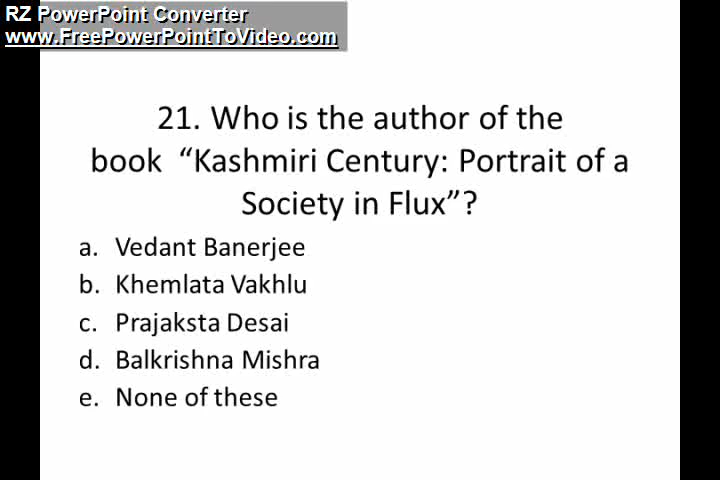 RZ PowerPoint Converter
www.FreePowerPointToVideo.com
21. Who is the author of the
book “Kashmiri Century: Portrait of a
Society in Flux”?
a. Vedant Banerjee
b. Khemlata Vakhlu
c. Prajaksta Desai
d. Balkrishna Mishra
e. None of these